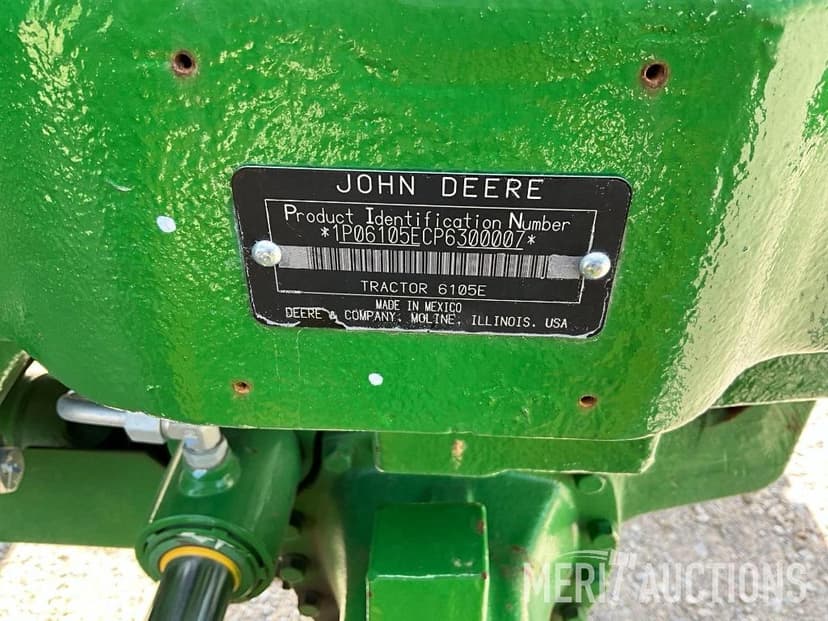 JOHN DEERE
Product Identification Number
*1P06105ECP6300007*
TRACTOR 6105E
MADE IN MEXICO
DEERE & COMPANY, MOLINE, ILLINOIS, USA
MERIT AUCTIONS